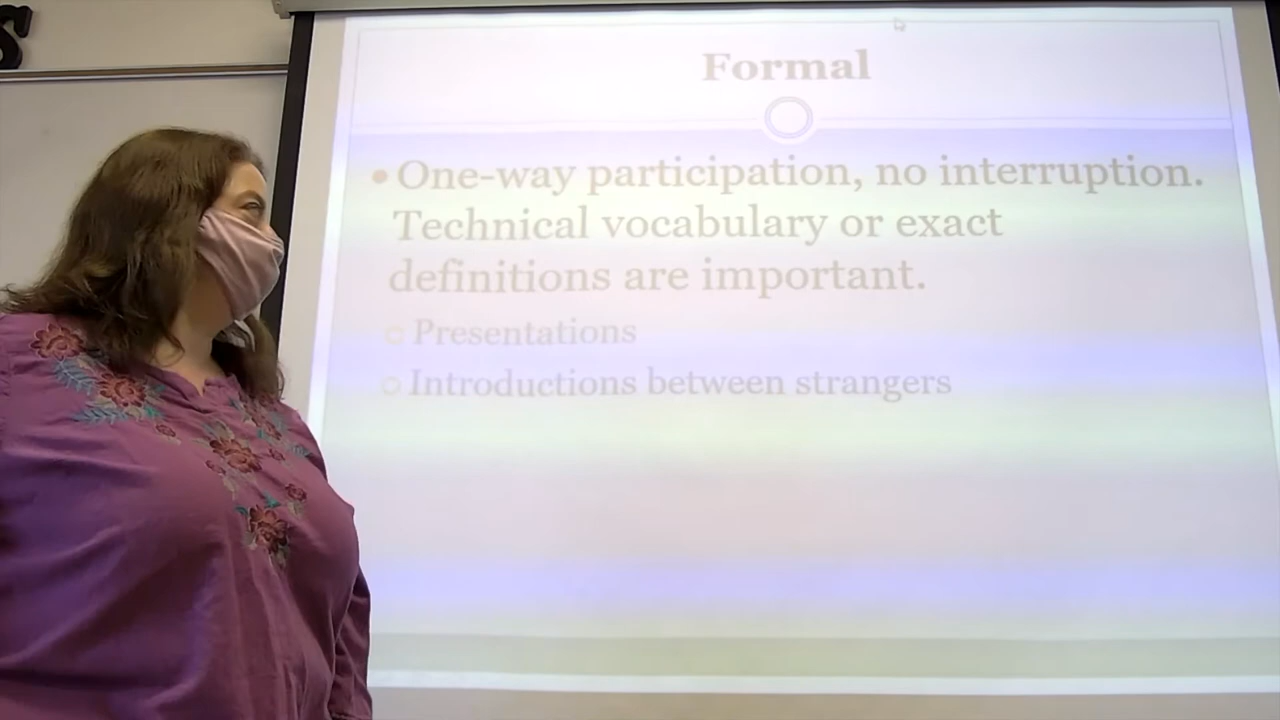 Formal
One-way participation, no interruption.
Technical vocabulary or exact
definitions are important.
Presentations
Introductions between strangers